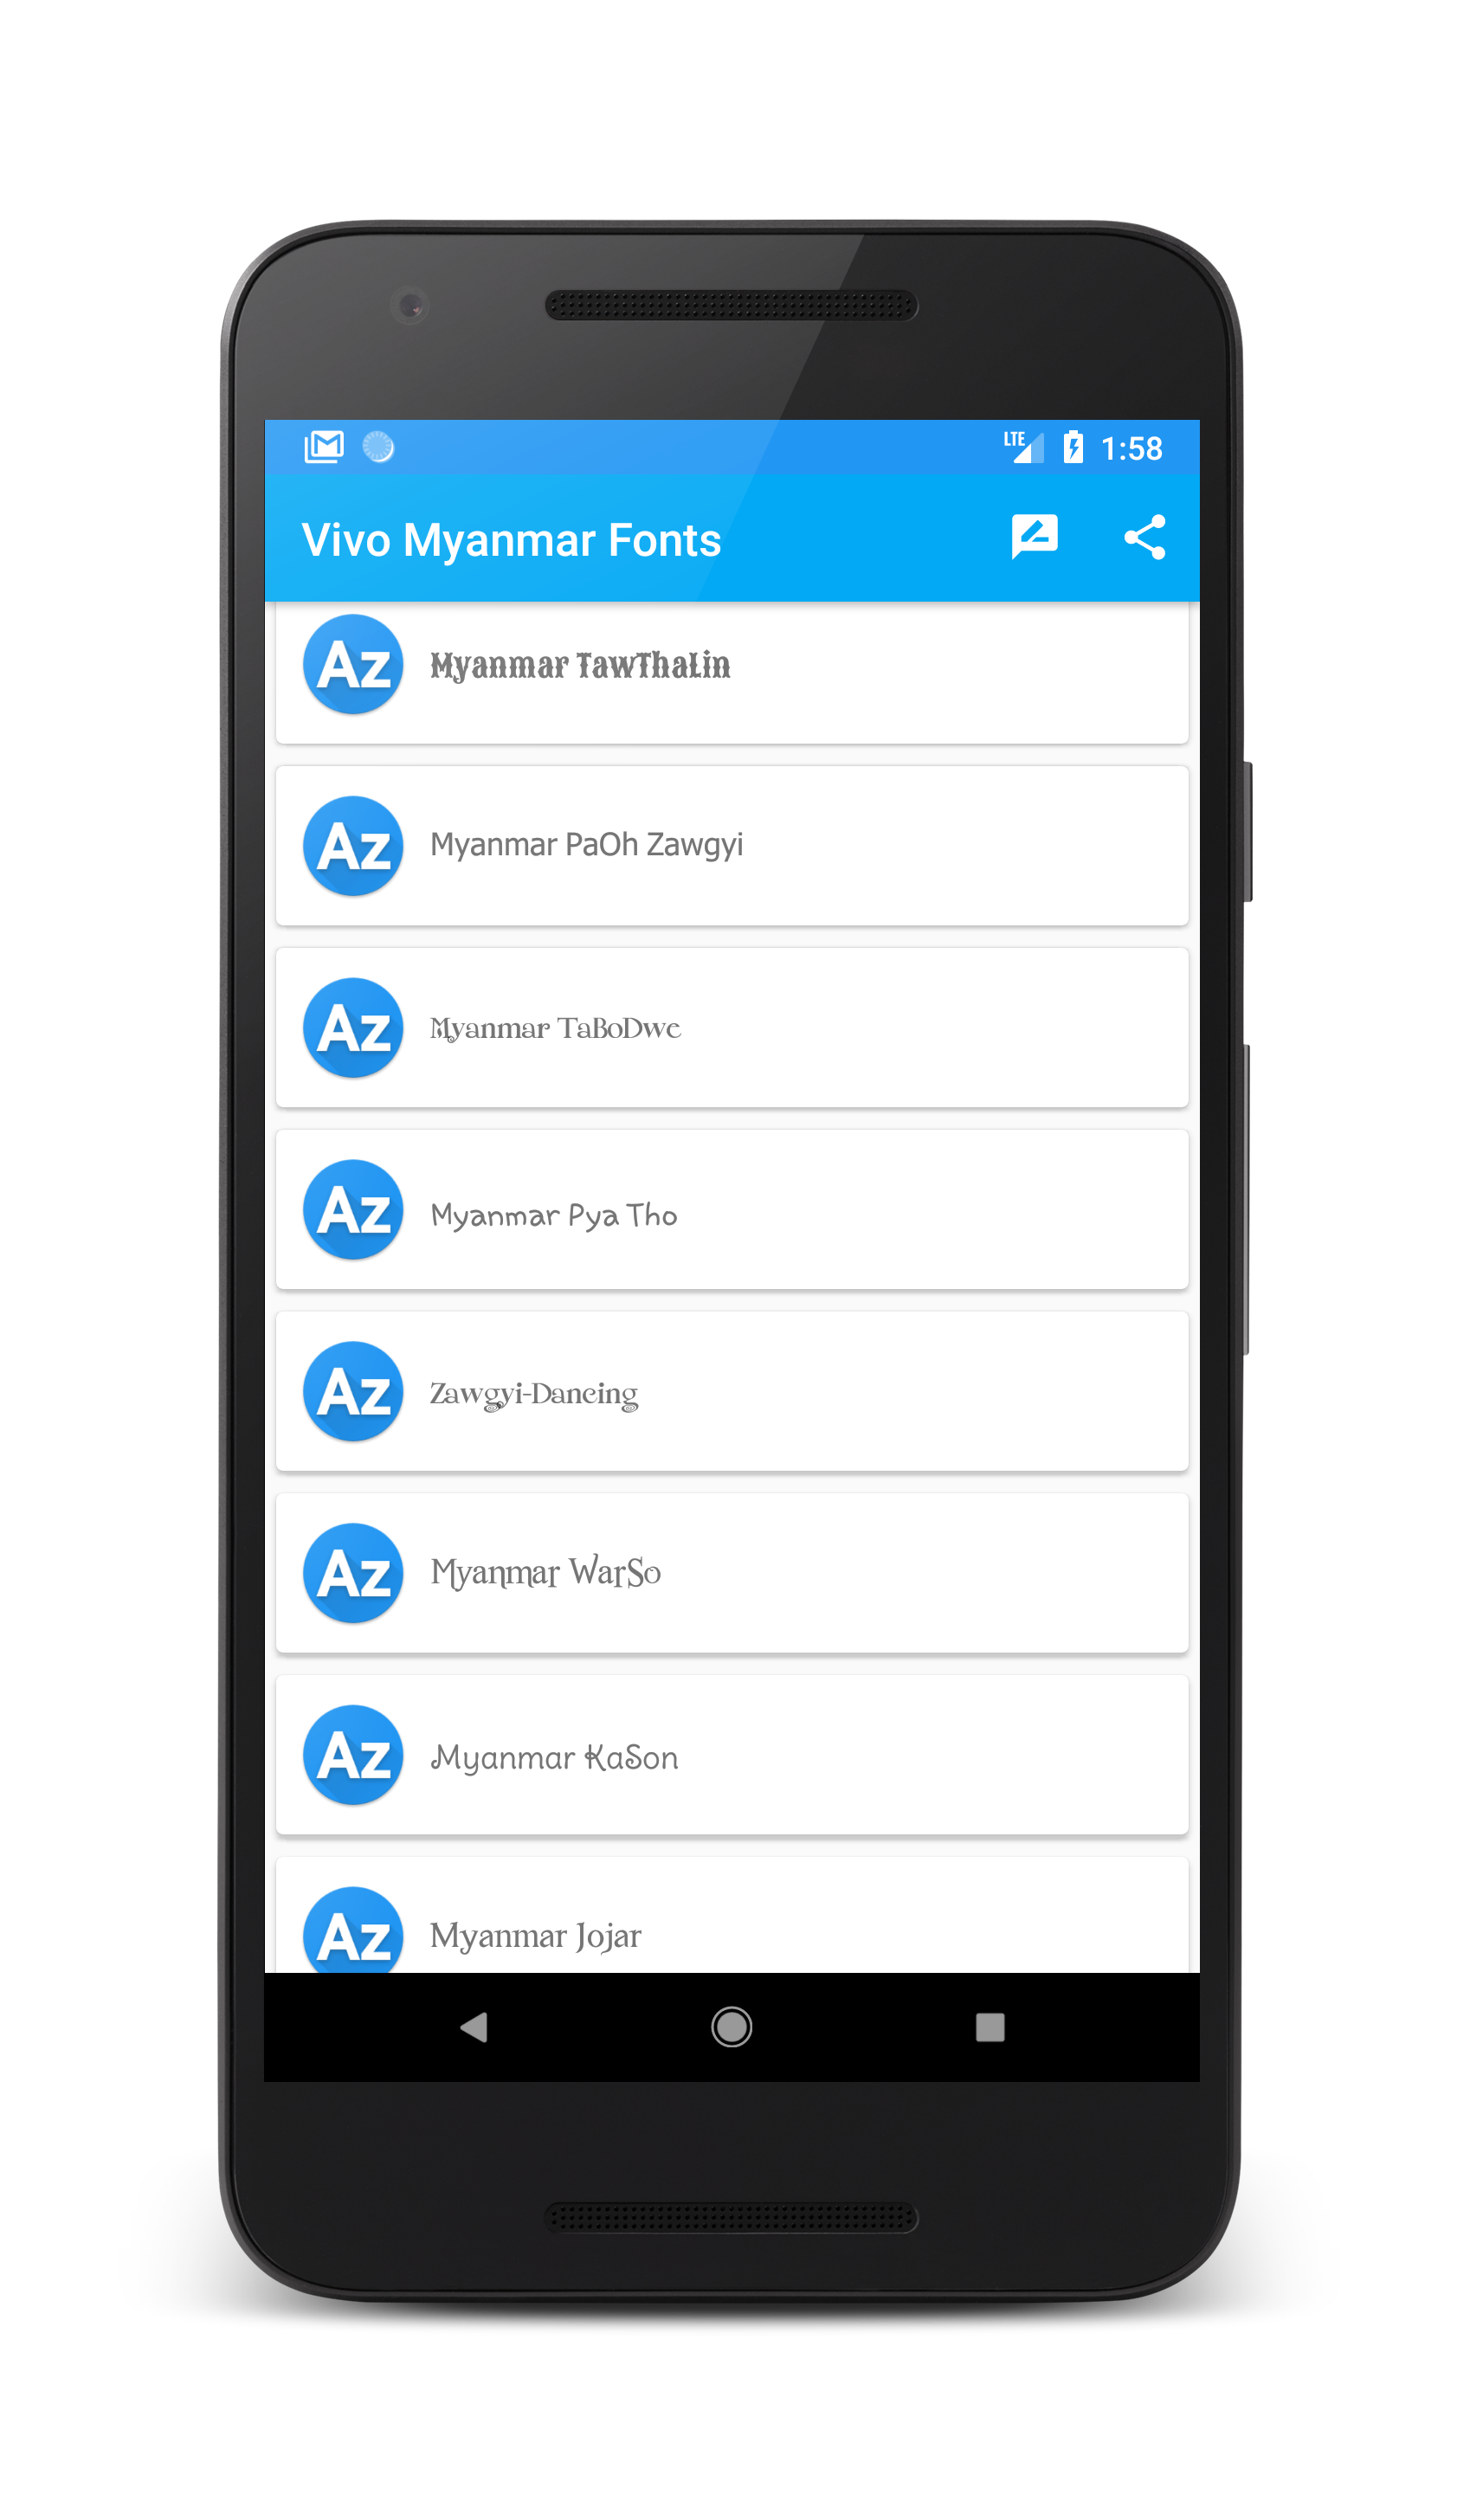 LTE 1:58
Vivo Myanmar Fonts
Az Myanmar TawThaLin
Az Myanmar PaOh Zawgyi
Az Myanmar TaBoDwe
Az Myanmar Pya Tho
Az Zawgyi-Dancing
Az Myanmar WarSo
Az Myanmar KaSon
Az Myanmar Jojar